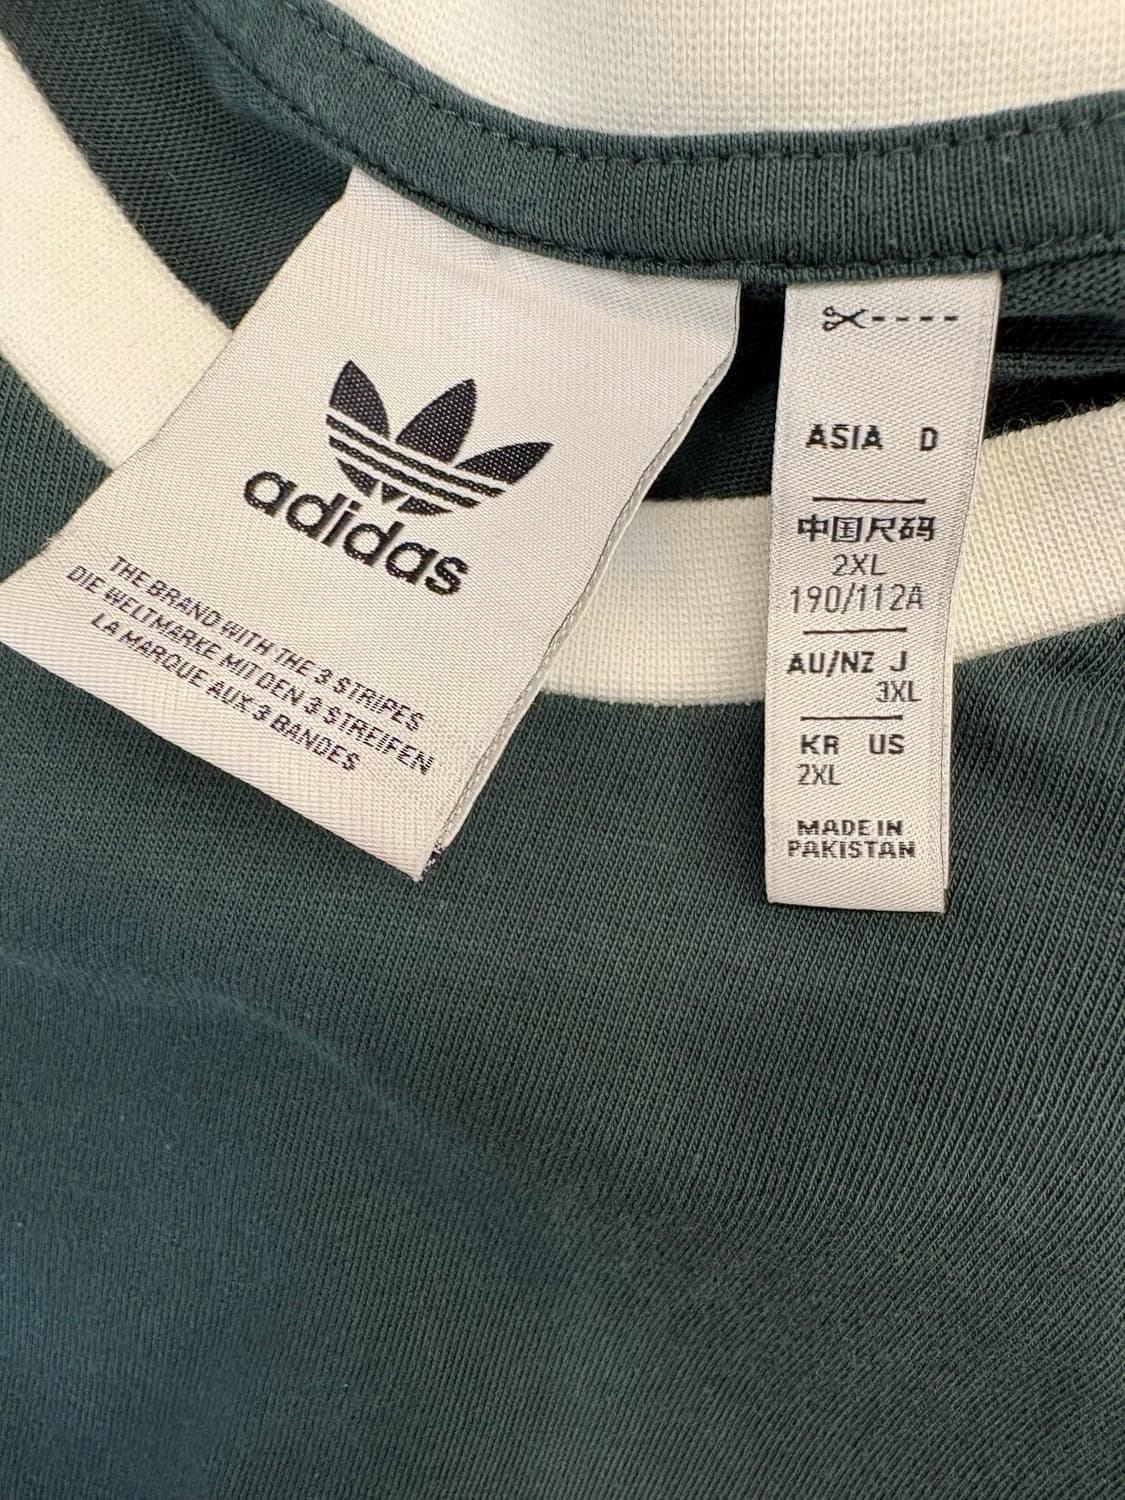 adidas
THE BRAND WITH THE 3 STRIPES
DIE WELTMARKE MIT DEN 3 STREIFEN
LA MARQUE AUX 3 BANDES
ASIA D
中国尺码
2XL
190/112A
AU/NZ J
3XL
KR US
2XL
MADE IN
PAKISTAN